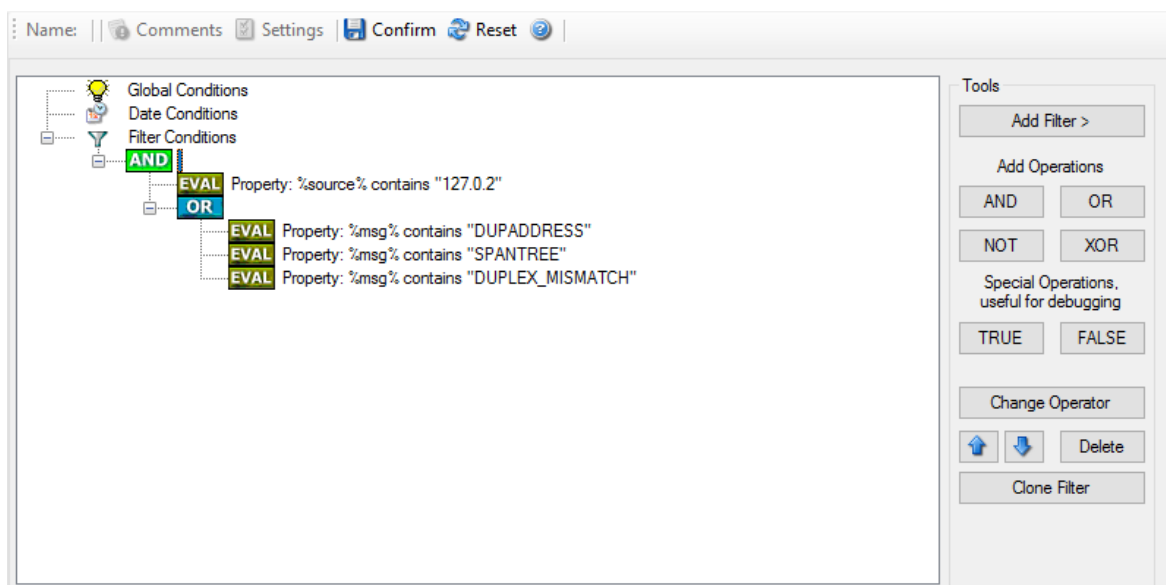 Name: Comments Settings Confirm Reset ?
Global Conditions
Date Conditions
Filter Conditions
AND
EVAL Property: %source% contains "127.0.2"
OR
EVAL Property: %msg% contains "DUPADDRESS"
EVAL Property: %msg% contains "SPANTREE"
EVAL Property: %msg% contains "DUPLEX_MISMATCH"
Tools
Add Filter >
Add Operations
AND OR
NOT XOR
Special Operations,
useful for debugging
TRUE FALSE
Change Operator
Delete
Clone Filter